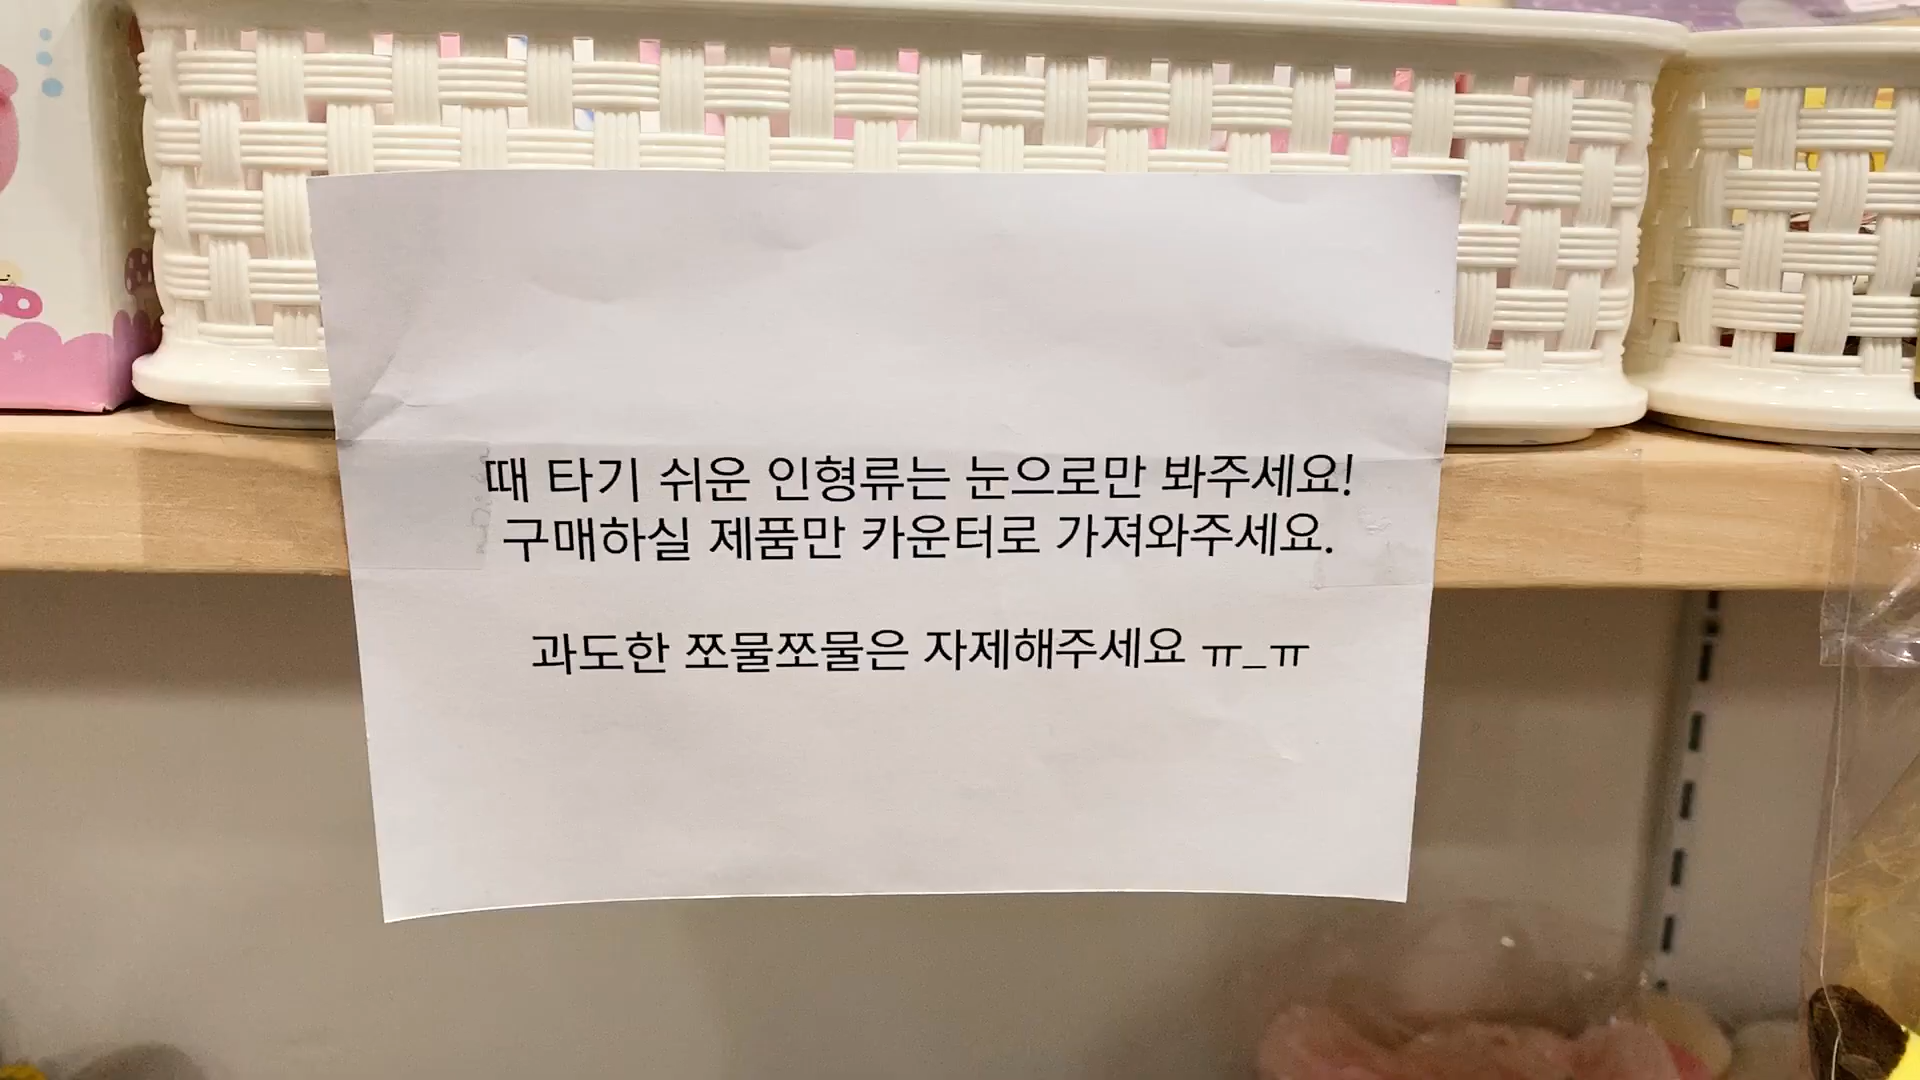 때 타기 쉬운 인형류는 눈으로만 봐주세요!
구매하실 제품만 카운터로 가져와주세요.
과도한 쪼물쪼물은 자제해주세요 ㅠ_ㅠ